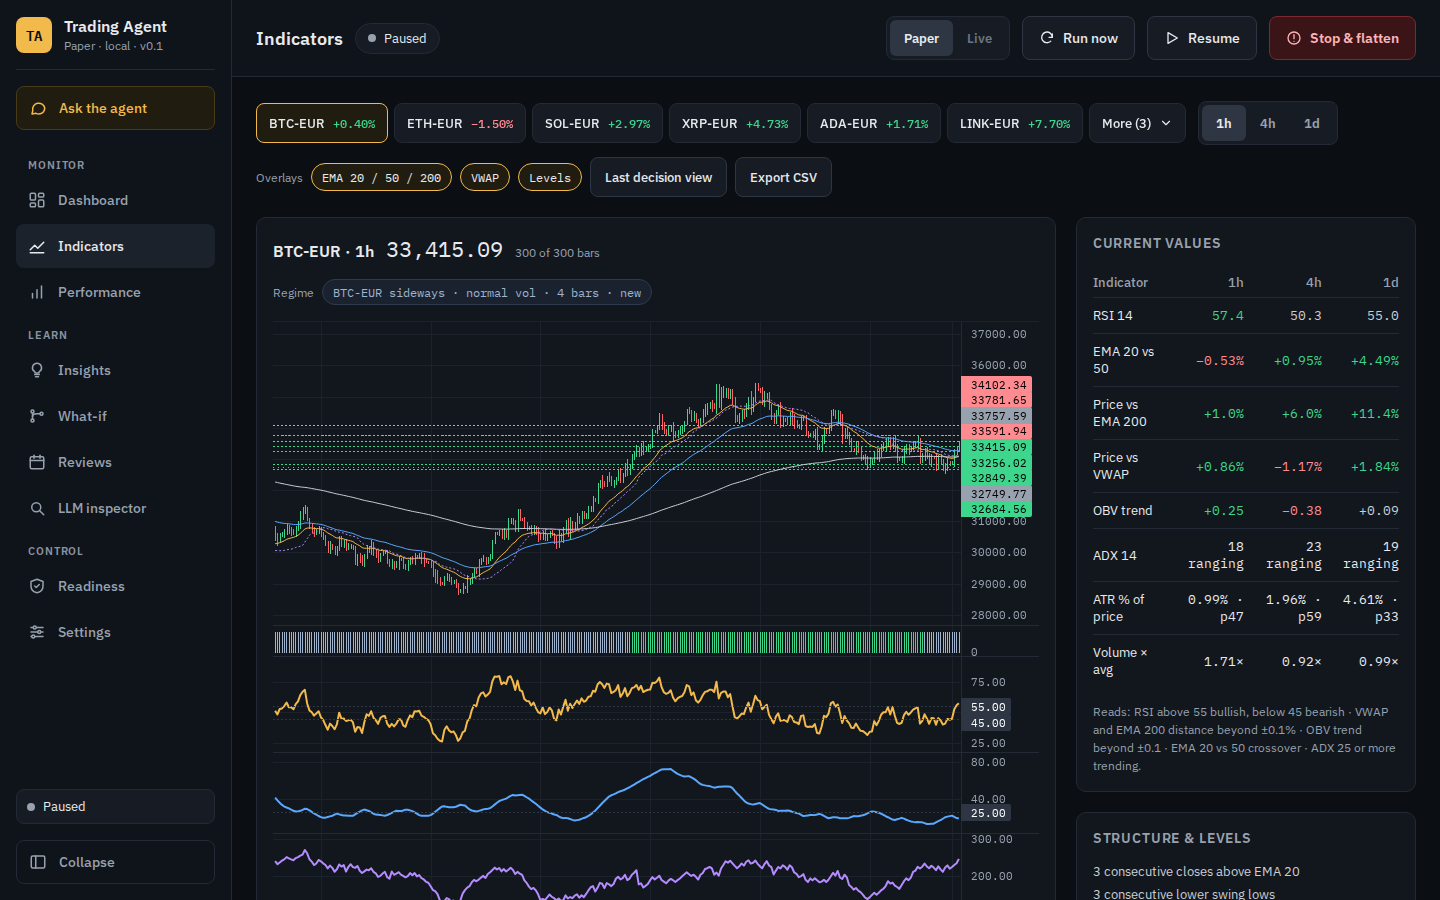 TA
Trading Agent
Paper · local · v0.1
Ask the agent
MONITOR
Dashboard
Indicators
Performance
LEARN
Insights
What-if
Reviews
LLM inspector
CONTROL
Readiness
Settings
Paused
Collapse
Indicators
Paused
Paper Live
Run now
Resume
Stop & flatten
BTC-EUR +0.40%
ETH-EUR −1.50%
SOL-EUR +2.97%
XRP-EUR +4.73%
ADA-EUR +1.71%
LINK-EUR +7.70%
More (3)
1h 4h 1d
Overlays EMA 20 / 50 / 200 VWAP Levels Last decision view Export CSV
BTC-EUR · 1h 33,415.09 300 of 300 bars
Regime BTC-EUR sideways · normal vol · 4 bars · new
37000.00
36000.00
34102.34
33781.65
33757.59
33591.94
33415.09
33256.02
32849.39
32749.77
32684.56
31000.00
30000.00
29000.00
28000.00
0
75.00
55.00
45.00
25.00
80.00
40.00
25.00
300.00
200.00
CURRENT VALUES
Indicator 1h 4h 1d
RSI 14 57.4 50.3 55.0
EMA 20 vs
50 −0.53% +0.95% +4.49%
Price vs
EMA 200 +1.0% +6.0% +11.4%
Price vs
VWAP +0.86% −1.17% +1.84%
OBV trend +0.25 −0.38 +0.09
ADX 14 18 23 19
ranging ranging ranging
ATR % of 0.99% · 1.96% · 4.61% ·
price p47 p59 p33
Volume ×
avg 1.71× 0.92× 0.99×
Reads: RSI above 55 bullish, below 45 bearish · VWAP
and EMA 200 distance beyond ±0.1% · OBV trend
beyond ±0.1 · EMA 20 vs 50 crossover · ADX 25 or more
trending.
STRUCTURE & LEVELS
3 consecutive closes above EMA 20
3 consecutive lower swing lows